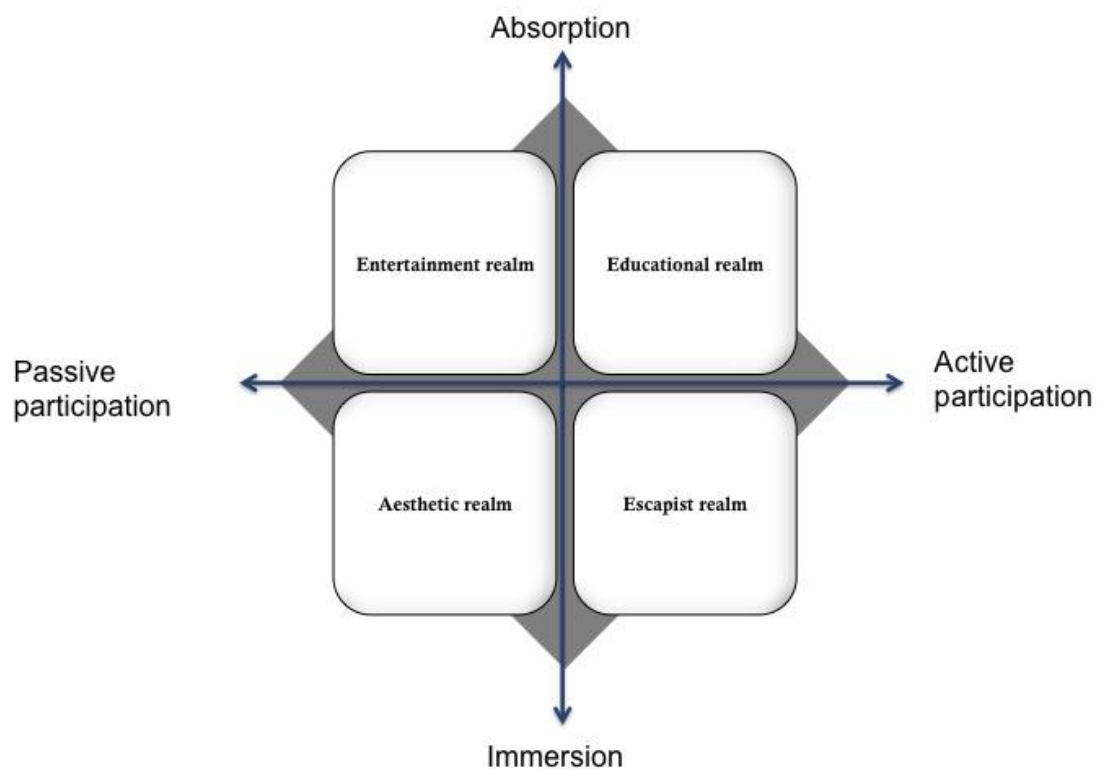 Absorption
Entertainment realm
Educational realm
Passive
participation
Active
participation
Aesthetic realm
Escapist realm
Immersion